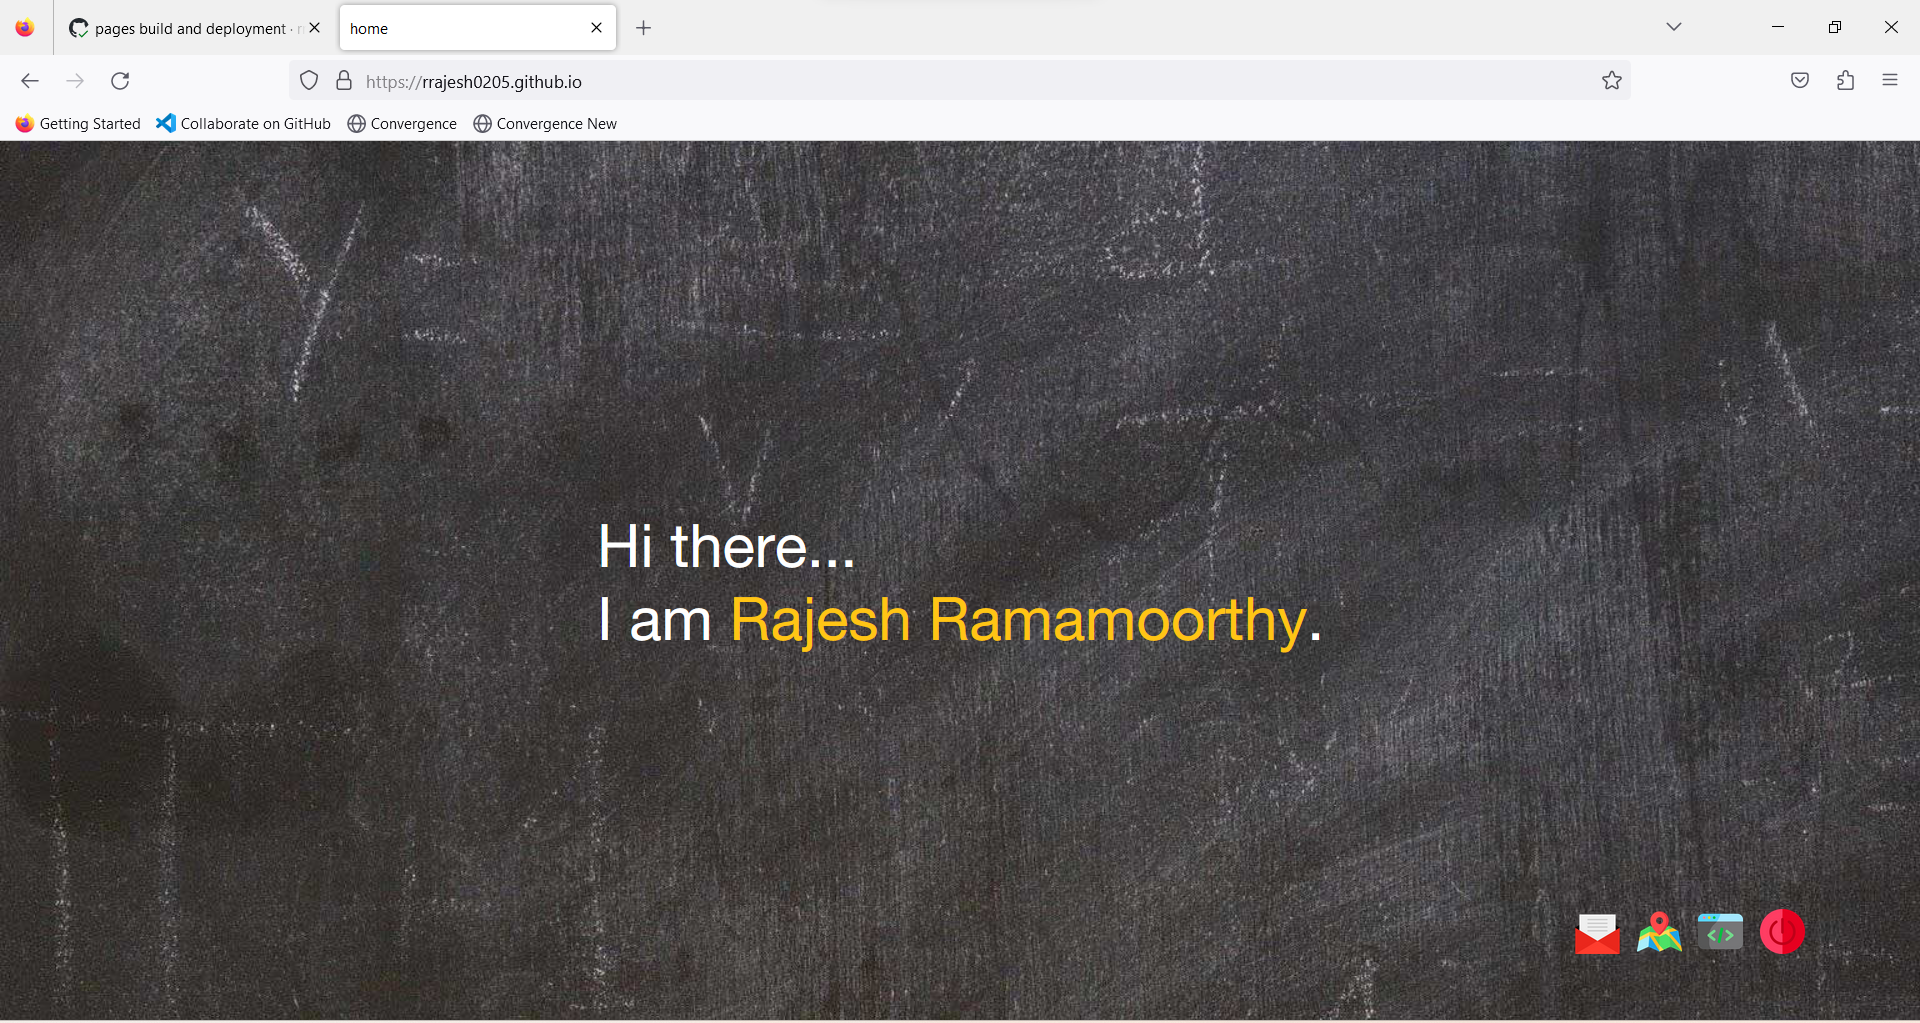 pages build and deployment ·
home
https://rrajesh0205.github.io
Getting Started
Collaborate on GitHub
Convergence
Convergence New
Hi there...
I am Rajesh Ramamoorthy.